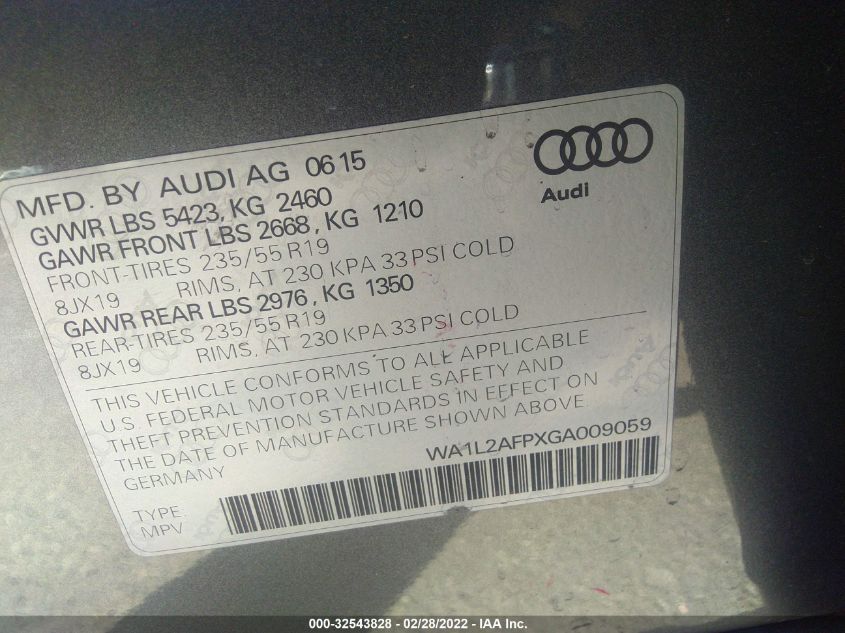 MFD. BY AUDI AG 0615
Audi
GVWR LBS 5423, KG 2460
GAWR FRONT LBS 2668, KG 1210
FRONT-TIRES 235/55 R19
8JX19 RIMS, AT 230 KPA 33 PSI COLD
GAWR REAR LBS 2976, KG 1350
REAR-TIRES 235/55 R19
8JX19 RIMS, AT 230 KPA 33 PSI COLD
THIS VEHICLE CONFORMS TO ALL APPLICABLE
U.S. FEDERAL MOTOR VEHICLE SAFETY AND
THEFT PREVENTION STANDARDS IN EFFECT ON
THE DATE OF MANUFACTURE SHOWN ABOVE
GERMANY
WA1L2AFPXGA009059
TYPE:
MPV
000-32543828 - 02/28/2022 - IAA Inc.